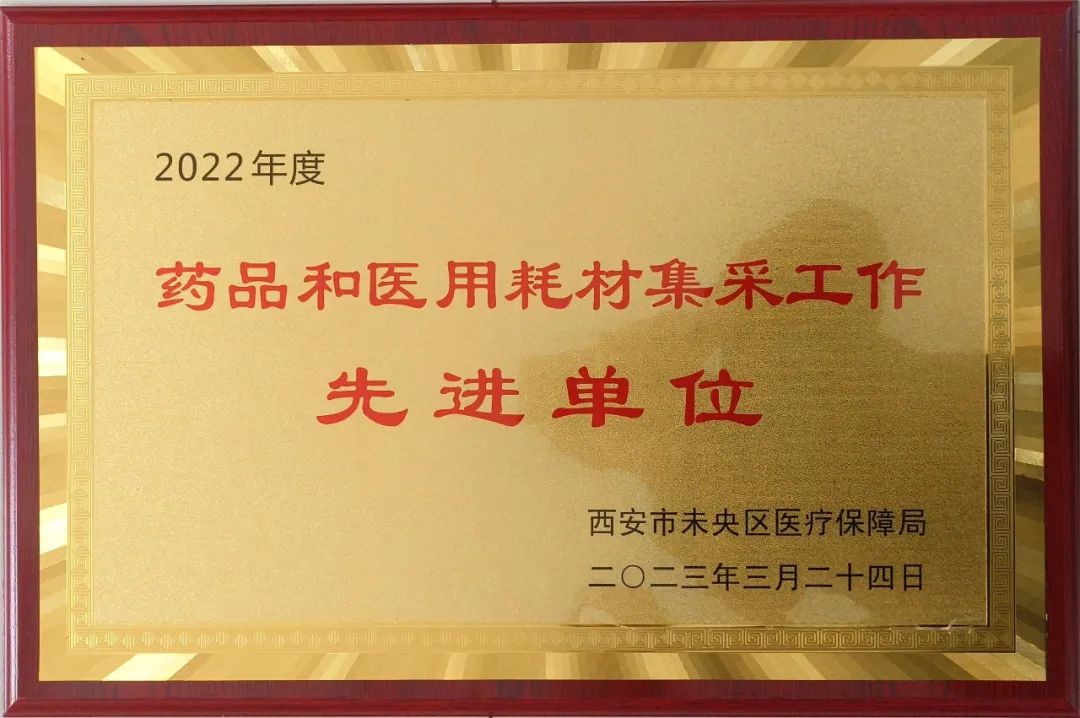 2022年度
药品和医用耗材集采工作
先进单位
西安市未央区医疗保障局
二〇二三年三月二十四日